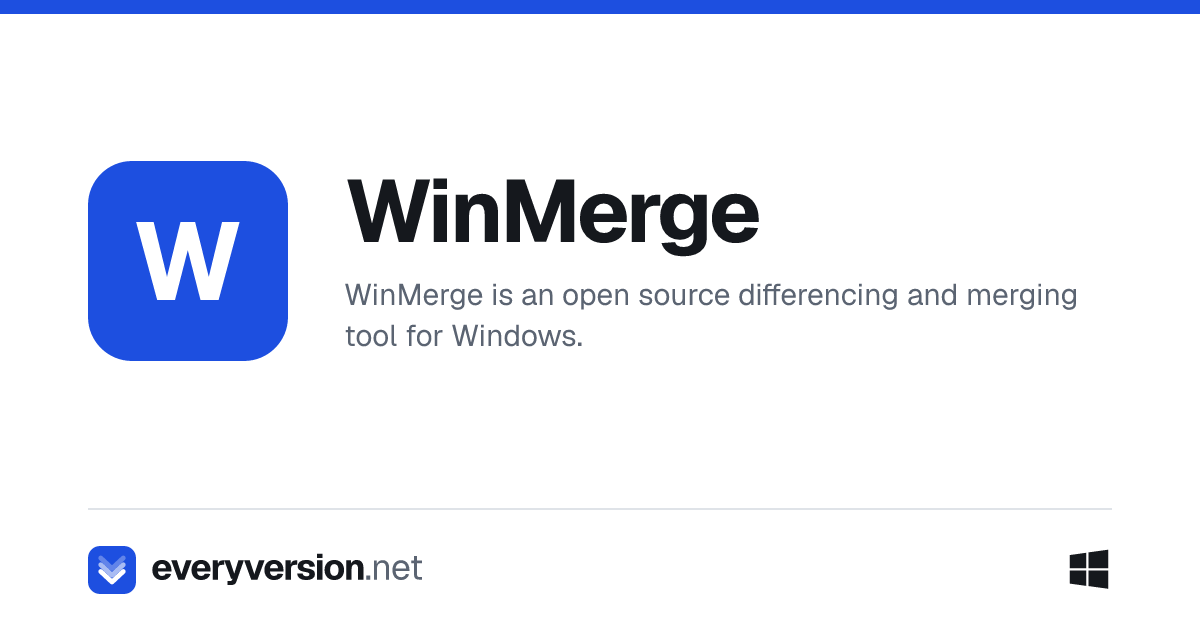 W
WinMerge
WinMerge is an open source differencing and merging
tool for Windows.
everyversion.net